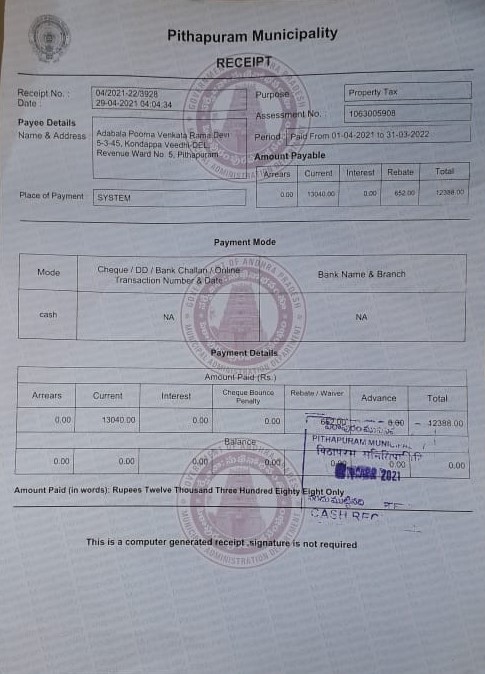 Pithapuram Municipality
RECEIPT
Receipt No. : 04/2021-22/3928
Date : 29-04-2021 04:04:34
Purpose : Property Tax
Assessment No. : 1063005908
Payee Details
Name & Address
Adabala Poorna Venkata Rama Devi
5-3-45, Kondappa Veedhi-DEL,
Revenue Ward No. 5, Pithapuram
Period : Paid From 01-04-2021 to 31-03-2022
Amount Payable
Arrears Current Interest Rebate Total
0.00 13040.00 0.00 652.00 12388.00
Place of Payment SYSTEM
Payment Mode
Mode Cheque / DD / Bank Challan / Online Transaction Number & Date Bank Name & Branch
cash NA NA
Payment Details
Amount Paid (Rs.)
Arrears Current Interest Cheque Bounce Penalty Rebate / Waiver Advance Total
0.00 13040.00 0.00 0.00 652.00 0.00 12388.00
Balance
0.00 0.00 0.00 0.00 0.00 0.00
PITHAPURAM
2021
CASH
Amount Paid (in words): Rupees Twelve Thousand Three Hundred Eighty Eight Only
This is a computer generated receipt ,signature is not required